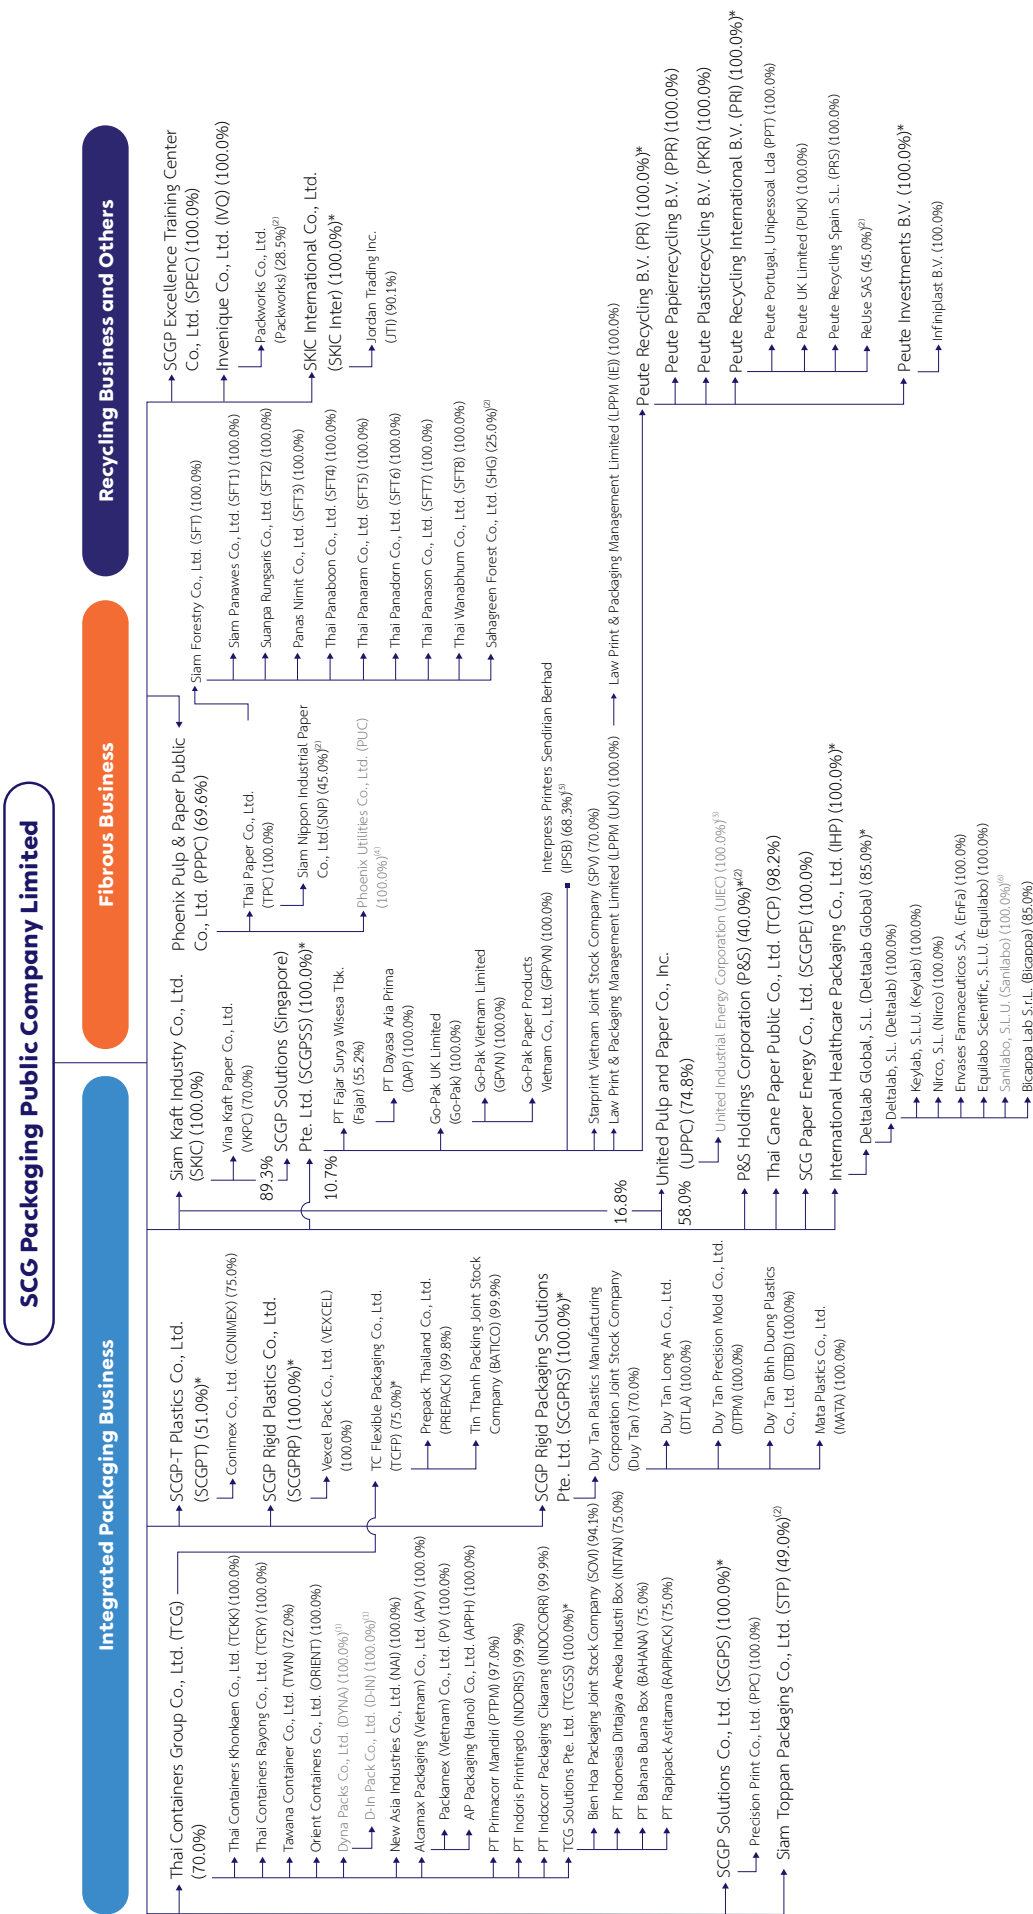 SCG Packaging Public Company Limited
Integrated Packaging Business
Fibrous Business
Recycling Business and Others
Thai Containers Group Co., Ltd. (TCG)
(70.0%)
Thai Containers Khonkaen Co., Ltd. (TCKK) (100.0%)
Thai Containers Rayong Co., Ltd. (TCRY) (100.0%)
Tawana Container Co., Ltd. (TWN) (72.0%)
Orient Containers Co., Ltd. (ORIENT) (100.0%)
Dyna Packs Co., Ltd. (DYNA) (100.0%)(1)
D-In Pack Co., Ltd. (D-IN) (100.0%)(1)
New Asia Industries Co., Ltd. (NAI) (100.0%)
Alcamax Packaging (Vietnam) Co., Ltd. (APV) (100.0%)
Packamex (Vietnam) Co., Ltd. (PV) (100.0%)
AP Packaging (Hanoi) Co., Ltd. (APPH) (100.0%)
PT Primacorr Mandiri (PTPM) (97.0%)
PT Indoris Printingdo (INDORIS) (99.9%)
PT Indocorr Packaging Cikarang (INDOCORR) (99.9%)
TCG Solutions Pte. Ltd. (TCGSS) (100.0%)*
Bien Hoa Packaging Joint Stock Company (SOVI) (94.1%)
PT Indonesia Dirtajaya Aneka Industri Box (INTAN) (75.0%)
PT Bahana Buana Box (BAHANA) (75.0%)
PT Rapipack Asritama (RAPIPACK) (75.0%)
SCGP Solutions Co., Ltd. (SCGPS) (100.0%)*
Precision Print Co., Ltd. (PPC) (100.0%)
Siam Toppan Packaging Co., Ltd. (STP) (49.0%)(2)
SCGP-T Plastics Co., Ltd.
(SCGPT) (51.0%)*
Conimex Co., Ltd. (CONIMEX) (75.0%)
SCGP Rigid Plastics Co., Ltd.
(SCGPRP) (100.0%)*
Vexcel Pack Co., Ltd. (VEXCEL)
(100.0%)
TC Flexible Packaging Co., Ltd.
(TCFP) (75.0%)*
Prepack Thailand Co., Ltd.
(PREPACK) (99.8%)
Tin Thanh Packing Joint Stock
Company (BATICO) (99.9%)
SCGP Rigid Packaging Solutions
Pte. Ltd. (SCGPRS) (100.0%)*
Duy Tan Plastics Manufacturing
Corporation Joint Stock Company
(Duy Tan) (70.0%)
Duy Tan Long An Co., Ltd.
(DTLA) (100.0%)
Duy Tan Precision Mold Co., Ltd.
(DTPM) (100.0%)
Duy Tan Binh Duong Plastics
Co., Ltd. (DTBD) (100.0%)
Mata Plastics Co., Ltd.
(MATA) (100.0%)
Siam Kraft Industry Co., Ltd.
(SKIC) (100.0%)
Vina Kraft Paper Co., Ltd.
(VKPC) (70.0%)
89.3%
SCGP Solutions (Singapore)
Pte. Ltd. (SCGPSS) (100.0%)*
10.7%
PT Fajar Surya Wisesa Tbk.
(Fajar) (55.2%)
PT Dayasa Aria Prima
(DAP) (100.0%)
Go-Pak UK Limited
(Go-Pak) (100.0%)
Go-Pak Vietnam Limited
(GPVN) (100.0%)
Go-Pak Paper Products
Vietnam Co., Ltd. (GPPVN) (100.0%)
Interpress Printers Sendirian Berhad
(IPSB) (68.3%)(5)
Starprint Vietnam Joint Stock Company (SPV) (70.0%)
Law Print & Packaging Management Limited (LPPM (UK)) (100.0%)
Law Print & Packaging Management Limited (LPPM (IE)) (100.0%)
16.8%
United Pulp and Paper Co., Inc.
58.0% (UPPC) (74.8%)
United Industrial Energy Corporation (UIEC) (100.0%)(3)
P&S Holdings Corporation (P&S) (40.0%)*(2)
Thai Cane Paper Public Co., Ltd. (TCP) (98.2%)
SCG Paper Energy Co., Ltd. (SCGPE) (100.0%)
International Healthcare Packaging Co., Ltd. (IHP) (100.0%)*
Deltalab Global, S.L. (Deltalab Global) (85.0%)*
Deltalab, S.L. (Deltalab) (100.0%)
Keylab, S.L.U. (Keylab) (100.0%)
Nirco, S.L. (Nirco) (100.0%)
Envases Farmaceuticos S.A. (EnFa) (100.0%)
Equilabo Scientific, S.L.U. (Equilabo) (100.0%)
Sanilabo, S.L.U. (Sanilabo) (100.0%)(6)
Bicappa Lab S.r.L. (Bicappa) (85.0%)
Phoenix Pulp & Paper Public
Co., Ltd. (PPPC) (69.6%)
Thai Paper Co., Ltd.
(TPC) (100.0%)
Siam Nippon Industrial Paper
Co., Ltd.(SNP) (45.0%)(2)
Phoenix Utilities Co., Ltd. (PUC)
(100.0%)(4)
Siam Forestry Co., Ltd. (SFT) (100.0%)
Siam Panawes Co., Ltd. (SFT1) (100.0%)
Suanpa Rungsaris Co., Ltd. (SFT2) (100.0%)
Panas Nimit Co., Ltd. (SFT3) (100.0%)
Thai Panaboon Co., Ltd. (SFT4) (100.0%)
Thai Panaram Co., Ltd. (SFT5) (100.0%)
Thai Panadorn Co., Ltd. (SFT6) (100.0%)
Thai Panason Co., Ltd. (SFT7) (100.0%)
Thai Wanabhum Co., Ltd. (SFT8) (100.0%)
Sahagreen Forest Co., Ltd. (SHG) (25.0%)(2)
SCGP Excellence Training Center
Co., Ltd. (SPEC) (100.0%)
Invenique Co., Ltd. (IVQ) (100.0%)
Packworks Co., Ltd.
(Packworks) (28.5%)(2)
SKIC International Co., Ltd.
(SKIC Inter) (100.0%)*
Jordan Trading Inc.
(JTI) (90.1%)
Peute Recycling B.V. (PR) (100.0%)*
Peute Papierrecycling B.V. (PPR) (100.0%)
Peute Plasticrecycling B.V. (PKR) (100.0%)
Peute Recycling International B.V. (PRI) (100.0%)*
Peute Portugal, Unipessoal Lda (PPT) (100.0%)
Peute UK Limited (PUK) (100.0%)
Peute Recycling Spain S.L. (PRS) (100.0%)
ReUse SAS (45.0%)(2)
Peute Investments B.V. (100.0%)*
Infiniplast B.V. (100.0%)